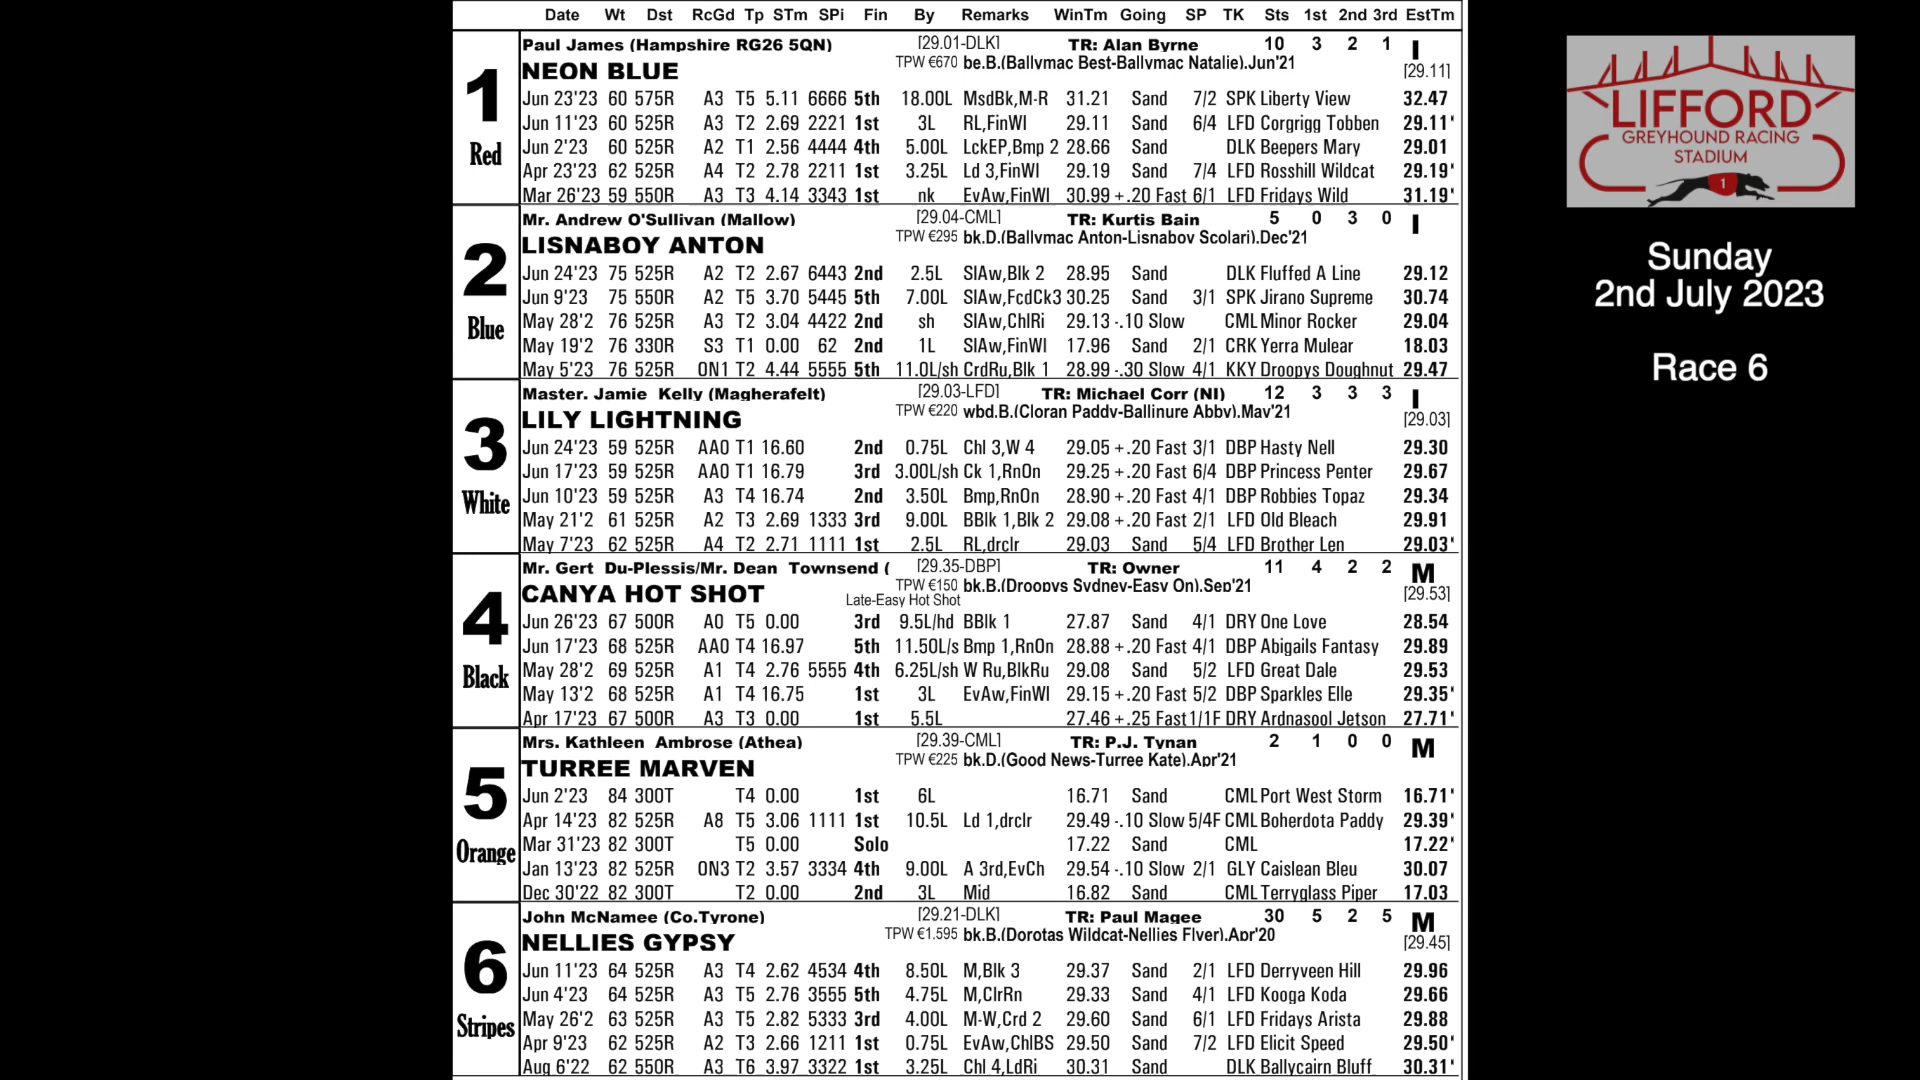 Date Wt Dst RcGd Tp STm SPi Fin By Remarks WinTm Going SP TK Sts 1st 2nd 3rd EstTm
1
Red
Paul James (Hampshire RG26 5QN) [29.01-DLK] TR: Alan Byrne 10 3 2 1 I
NEON BLUE TPW €670 be.B.(Ballymac Best-Ballymac Natalie).Jun'21 [29.11]
Jun 23'23 60 575R A3 T5 5.11 6666 5th 18.00L MsdBk,M-R 31.21 Sand 7/2 SPK Liberty View 32.47
Jun 11'23 60 525R A3 T2 2.69 2221 1st 3L RL,FinWl 29.11 Sand 6/4 LFD Corgrigg Tobben 29.11'
Jun 2'23 60 525R A2 T1 2.56 4444 4th 5.00L LckEP,Bmp 2 28.66 Sand DLK Beepers Mary 29.01
Apr 23'23 62 525R A4 T2 2.78 2211 1st 3.25L Ld 3,FinWl 29.19 Sand 7/4 LFD Rosshill Wildcat 29.19'
Mar 26'23 59 550R A3 T3 4.14 3343 1st nk EvAw,FinWl 30.99 +.20 Fast 6/1 LFD Fridays Wild 31.19'
2
Blue
Mr. Andrew O'Sullivan (Mallow) [29.04-CML] TR: Kurtis Bain 5 0 3 0 I
LISNABOY ANTON TPW €295 bk.D.(Ballymac Anton-Lisnaboy Scolari).Dec'21
Jun 24'23 75 525R A2 T2 2.67 6443 2nd 2.5L SlAw,Blk 2 28.95 Sand DLK Fluffed A Line 29.12
Jun 9'23 75 550R A2 T5 3.70 5445 5th 7.00L SlAw,FcdCk3 30.25 Sand 3/1 SPK Jirano Supreme 30.74
May 28'2 76 525R A3 T2 3.04 4422 2nd sh SlAw,ChlRi 29.13 -.10 Slow CML Minor Rocker 29.04
May 19'2 76 330R S3 T1 0.00 62 2nd 1L SlAw,FinWl 17.96 Sand 2/1 CRK Yerra Mulear 18.03
May 5'23 76 525R ON1 T2 4.44 5555 5th 11.0L/sh CrdRu,Blk 1 28.99 -.30 Slow 4/1 KKY Droopys Doughnut 29.47
3
White
Master. Jamie Kelly (Magherafelt) [29.03-LFD] TR: Michael Corr (NI) 12 3 3 3 I
LILY LIGHTNING TPW €220 wbd.B.(Cloran Paddy-Ballinure Abby).May'21 [29.03]
Jun 24'23 59 525R AA0 T1 16.60 2nd 0.75L Chl 3,W 4 29.05 +.20 Fast 3/1 DBP Hasty Nell 29.30
Jun 17'23 59 525R AA0 T1 16.79 3rd 3.00L/sh Ck 1,RnOn 29.25 +.20 Fast 6/4 DBP Princess Penter 29.67
Jun 10'23 59 525R A3 T4 16.74 2nd 3.50L Bmp,RnOn 28.90 +.20 Fast 4/1 DBP Robbies Topaz 29.34
May 21'2 61 525R A2 T3 2.69 1333 3rd 9.00L BBlk 1,Blk 2 29.08 +.20 Fast 2/1 LFD Old Bleach 29.91
May 7'23 62 525R A4 T2 2.71 1111 1st 2.5L RL,drclr 29.03 Sand 5/4 LFD Brother Len 29.03'
4
Black
Mr. Gert Du-Plessis/Mr. Dean Townsend ( [29.35-DBP] TR: Owner 11 4 2 2 M
CANYA HOT SHOT TPW €150 bk.B.(Droopys Sydney-Easy On).Sep'21 [29.53]
Late-Easy Hot Shot
Jun 26'23 67 500R A0 T5 0.00 3rd 9.5L/hd BBlk 1 27.87 Sand 4/1 DRY One Love 28.54
Jun 17'23 68 525R AA0 T4 16.97 5th 11.50L/s Bmp 1,RnOn 28.88 +.20 Fast 4/1 DBP Abigails Fantasy 29.89
May 28'2 69 525R A1 T4 2.76 5555 4th 6.25L/sh W Ru,BlkRu 29.08 Sand 5/2 LFD Great Dale 29.53
May 13'2 68 525R A1 T4 16.75 1st 3L EvAw,FinWl 29.15 +.20 Fast 5/2 DBP Sparkles Elle 29.35'
Apr 17'23 67 500R A3 T3 0.00 1st 5.5L 27.46 +.25 Fast 1/1F DRY Ardnasool Jetson 27.71'
5
Orange
Mrs. Kathleen Ambrose (Athea) [29.39-CML] TR: P.J. Tynan 2 1 0 0 M
TURREE MARVEN TPW €225 bk.D.(Good News-Turree Kate).Apr'21
Jun 2'23 84 300T T4 0.00 1st 6L 16.71 Sand CML Port West Storm 16.71'
Apr 14'23 82 525R A8 T5 3.06 1111 1st 10.5L Ld 1,drclr 29.49 -.10 Slow 5/4F CML Boherdota Paddy 29.39'
Mar 31'23 82 300T T5 0.00 Solo 17.22 Sand CML 17.22'
Jan 13'23 82 525R ON3 T2 3.57 3334 4th 9.00L A 3rd,EvCh 29.54 -.10 Slow 2/1 GLY Caislean Bleu 30.07
Dec 30'22 82 300T T2 0.00 2nd 3L Mid 16.82 Sand CML Terryglass Piper 17.03
6
Stripes
John McNamee (Co.Tyrone) [29.21-DLK] TR: Paul Magee 30 5 2 5 M
NELLIES GYPSY TPW €1,595 bk.B.(Dorotas Wildcat-Nellies Flyer).Apr'20 [29.45]
Jun 11'23 64 525R A3 T4 2.62 4534 4th 8.50L M,Blk 3 29.37 Sand 2/1 LFD Derryveen Hill 29.96
Jun 4'23 64 525R A3 T5 2.76 3555 5th 4.75L M,ClrRn 29.33 Sand 4/1 LFD Kooga Koda 29.66
May 26'2 63 525R A3 T5 2.82 5333 3rd 4.00L M-W,Crd 2 29.60 Sand 6/1 LFD Fridays Arista 29.88
Apr 9'23 62 525R A2 T3 2.66 1211 1st 0.75L EvAw,ChlBS 29.50 Sand 7/2 LFD Elicit Speed 29.50'
Aug 6'22 62 550R A3 T6 3.97 3322 1st 3.25L Chl 4,LdRi 30.31 Sand DLK Ballycairn Bluff 30.31'
LIFFORD
GREYHOUND RACING
STADIUM
1
Sunday
2nd July 2023
Race 6